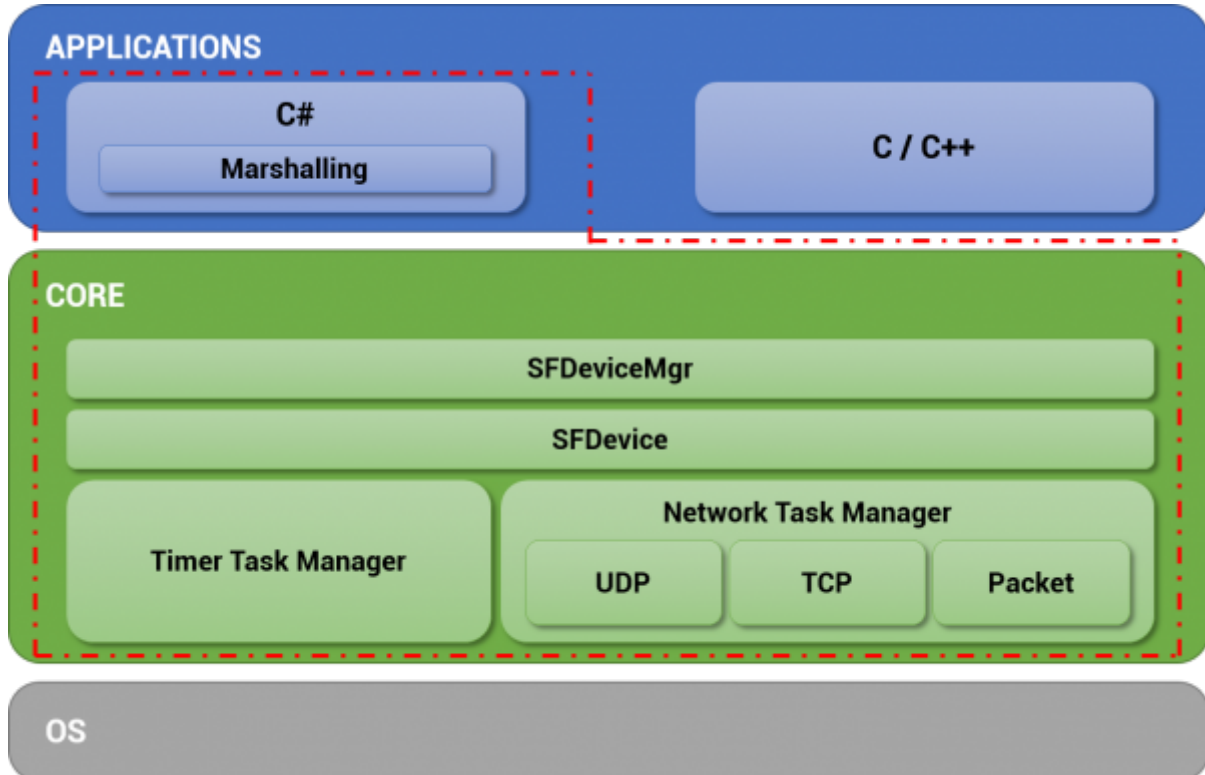 APPLICATIONS
C#
Marshalling
C / C++
CORE
SFDeviceMgr
SFDevice
Timer Task Manager
Network Task Manager
UDP
TCP
Packet
OS